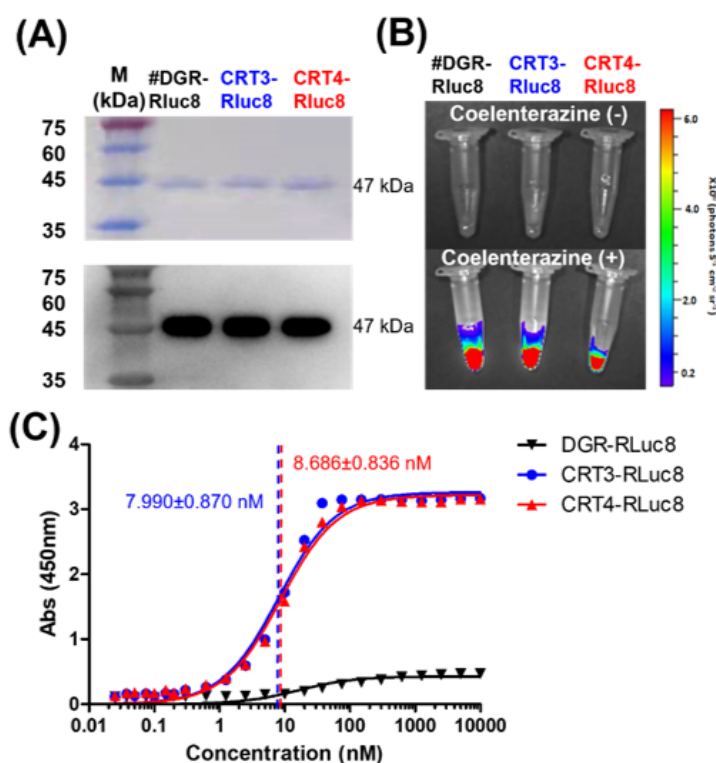 (A)
M
(kDa)
#DGR-
Rluc8
CRT3-
Rluc8
CRT4-
Rluc8
75
60
45
35
47 kDa
75
60
45
35
47 kDa
(B)
#DGR-
Rluc8
CRT3-
Rluc8
CRT4-
Rluc8
Coelenterazine (-)
Coelenterazine (+)
6.0
4.0
2.0
0.2
(C)
7.990±0.870 nM
8.686±0.836 nM
DGR-RLuc8
CRT3-RLuc8
CRT4-RLuc8
Abs (450nm)
4
3
2
1
0
0.01
0.1
1
10
100
1000
10000
Concentration (nM)